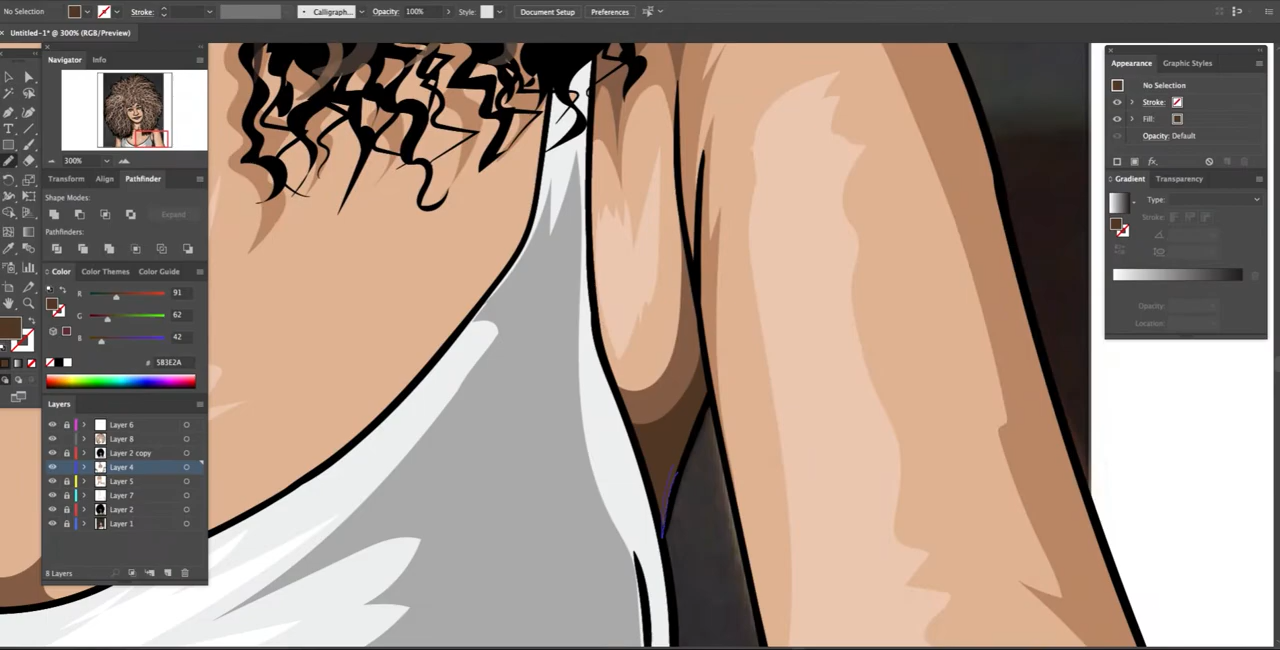 No Selection
Stroke:
Calligraph...
Opacity: 100%
Style:
Document Setup
Preferences
Untitled-1* @ 300% (RGB/Preview)
Navigator Info
300%
Transform Align Pathfinder
Shape Modes:
Expand
Pathfinders:
Color Color Themes Color Guide
R 91
G 62
B 42
# 5B3E2A
Layers
Layer 6
Layer 8
Layer 2 copy
Layer 4
Layer 5
Layer 7
Layer 2
Layer 1
8 Layers
Appearance Graphic Styles
No Selection
Stroke:
Fill:
Opacity: Default
fx
Gradient Transparency
Type:
Stroke:
Opacity:
Location: